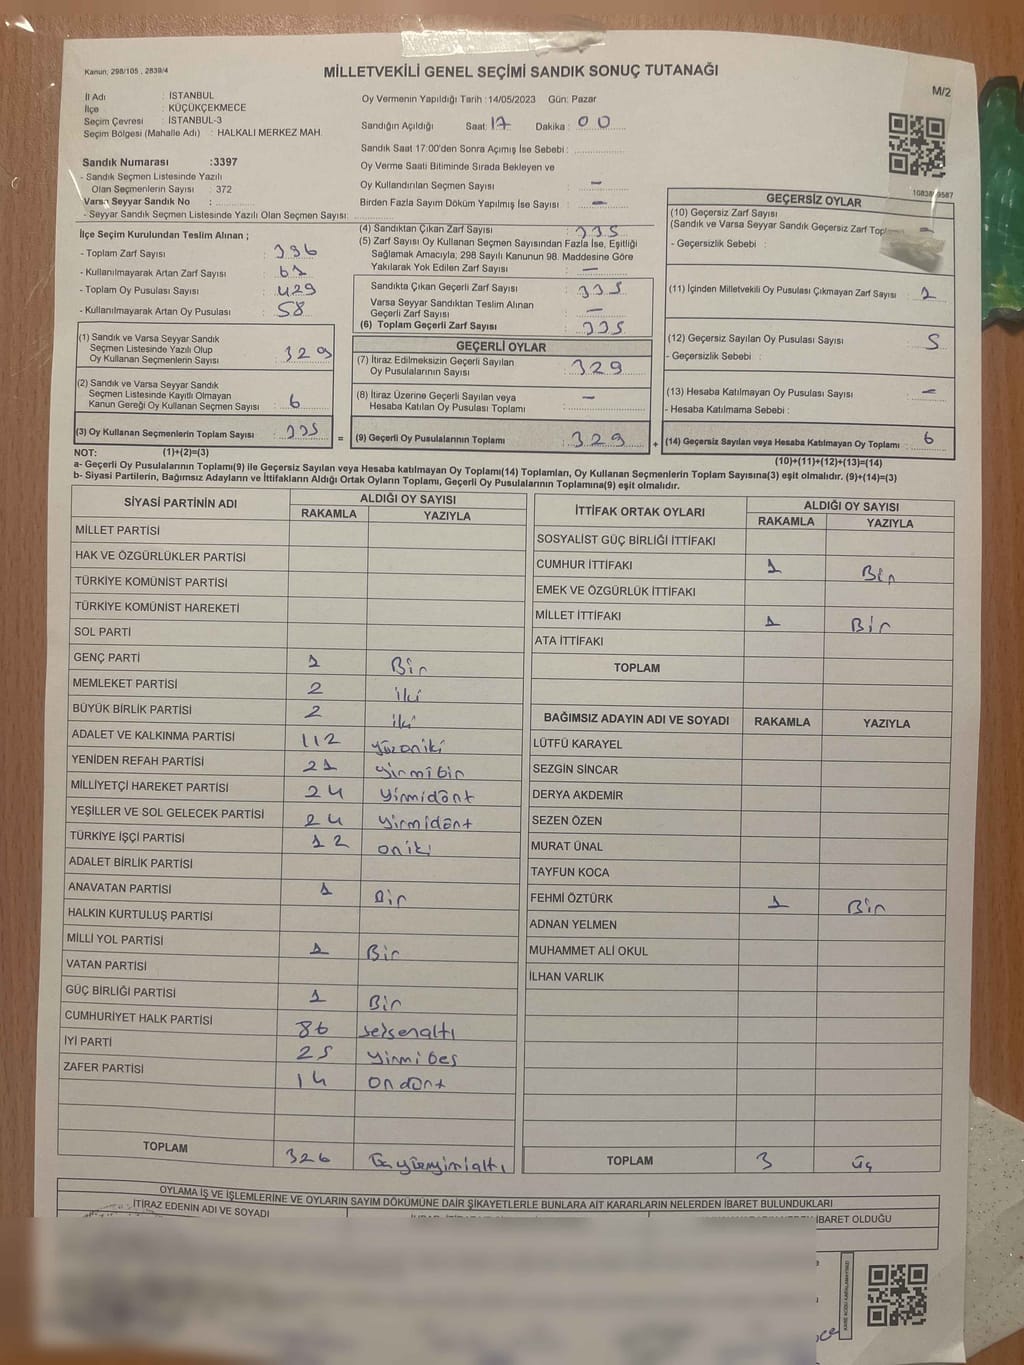 Kanun; 298/105 , 2839/4
MİLLETVEKİLİ GENEL SEÇİMİ SANDIK SONUÇ TUTANAĞI
M/2
İl Adı : İSTANBUL
İlçe : KÜÇÜKÇEKMECE
Seçim Çevresi : İSTANBUL-3
Seçim Bölgesi (Mahalle Adı) : HALKALI MERKEZ MAH.
Oy Vermenin Yapıldığı Tarih :14/05/2023 Gün: Pazar
Sandığın Açıldığı Saat: 17 Dakika : 00
Sandık Saat 17:00'den Sonra Açımış İse Sebebi :
Oy Verme Saati Bitiminde Sırada Bekleyen ve
Oy Kullandırılan Seçmen Sayısı : -
Birden Fazla Sayım Döküm Yapılmış İse Sayısı : -
Sandık Numarası :3397
- Sandık Seçmen Listesinde Yazılı
Olan Seçmenlerin Sayısı : 372
Varsa Seyyar Sandık No :
- Seyyar Sandık Seçmen Listesinde Yazılı Olan Seçmen Sayısı:
İlçe Seçim Kurulundan Teslim Alınan ;
- Toplam Zarf Sayısı : 396
- Kullanılmayarak Artan Zarf Sayısı : 61
- Toplam Oy Pusulası Sayısı : 429
- Kullanılmayarak Artan Oy Pusulası : 58
(1) Sandık ve Varsa Seyyar Sandık
Seçmen Listesinde Yazılı Olup
Oy Kullanan Seçmenlerin Sayısı : 329
(2) Sandık ve Varsa Seyyar Sandık
Seçmen Listesinde Kayıtlı Olmayan
Kanun Gereği Oy Kullanan Seçmen Sayısı : 6
(3) Oy Kullanan Seçmenlerin Toplam Sayısı : 335
(1)+(2)=(3)
(4) Sandıktan Çıkan Zarf Sayısı : 335
(5) Zarf Sayısı Oy Kullanan Seçmen Sayısından Fazla İse, Eşitliği
Sağlamak Amacıyla; 298 Sayılı Kanunun 98. Maddesine Göre
Yakılarak Yok Edilen Zarf Sayısı : -
Sandıkta Çıkan Geçerli Zarf Sayısı : 335
Varsa Seyyar Sandıktan Teslim Alınan
Geçerli Zarf Sayısı : -
(6) Toplam Geçerli Zarf Sayısı : 335
GEÇERLİ OYLAR
(7) İtiraz Edilmeksizin Geçerli Sayılan
Oy Pusulalarının Sayısı : 329
(8) İtiraz Üzerine Geçerli Sayılan veya
Hesaba Katılan Oy Pusulası Toplamı : -
= (9) Geçerli Oy Pusulalarının Toplamı : 329 +
GEÇERSİZ OYLAR
(10) Geçersiz Zarf Sayısı
(Sandık ve Varsa Seyyar Sandık Geçersiz Zarf
- Geçersizlik Sebebi :
(11) İçinden Milletvekili Oy Pusulası Çıkmayan Zarf Sayısı : 1
(12) Geçersiz Sayılan Oy Pusulası Sayısı : 5
- Geçersizlik Sebebi :
(13) Hesaba Katılmayan Oy Pusulası Sayısı : -
- Hesaba Katılmama Sebebi :
(14) Geçersiz Sayılan veya Hesaba Katılmayan Oy Toplamı : 6
(10)+(11)+(12)+(13)=(14)
NOT:
a- Geçerli Oy Pusulalarının Toplamı(9) ile Geçersiz Sayılan veya Hesaba katılmayan Oy Toplamı(14) Toplamları, Oy Kullanan Seçmenlerin Toplam Sayısına(3) eşit olmalıdır. (9)+(14)=(3)
b- Siyasi Partilerin, Bağımsız Adayların ve İttifakların Aldığı Ortak Oyların Toplamı, Geçerli Oy Pusulalarının Toplamına(9) eşit olmalıdır.
SİYASİ PARTİNİN ADI ALDIĞI OY SAYISI
RAKAMLA YAZIYLA
MİLLET PARTİSİ
HAK VE ÖZGÜRLÜKLER PARTİSİ
TÜRKİYE KOMÜNİST PARTİSİ
TÜRKİYE KOMÜNİST HAREKETİ
SOL PARTİ
GENÇ PARTİ 1 Bir
MEMLEKET PARTİSİ 2 iki
BÜYÜK BİRLİK PARTİSİ 2 iki
ADALET VE KALKINMA PARTİSİ 112 yüzoniki
YENİDEN REFAH PARTİSİ 21 yirmibir
MİLLİYETÇİ HAREKET PARTİSİ 24 yirmidört
YEŞİLLER VE SOL GELECEK PARTİSİ 24 yirmidört
TÜRKİYE İŞÇİ PARTİSİ 12 oniki
ADALET BİRLİK PARTİSİ
ANAVATAN PARTİSİ 1 Bir
HALKIN KURTULUŞ PARTİSİ
MİLLİ YOL PARTİSİ 1 Bir
VATAN PARTİSİ
GÜÇ BİRLİĞİ PARTİSİ 1 Bir
CUMHURİYET HALK PARTİSİ 86 seksenaltı
İYİ PARTİ 25 yirmi beş
ZAFER PARTİSİ 14 ondört
TOPLAM 326
İTTİFAK ORTAK OYLARI ALDIĞI OY SAYISI
RAKAMLA YAZIYLA
SOSYALİST GÜÇ BİRLİĞİ İTTİFAKI
CUMHUR İTTİFAKI 1 Bir
EMEK VE ÖZGÜRLÜK İTTİFAKI
MİLLET İTTİFAKI 1 Bir
ATA İTTİFAKI
TOPLAM
BAĞIMSIZ ADAYIN ADI VE SOYADI RAKAMLA YAZIYLA
LÜTFÜ KARAYEL
SEZGİN SİNCAR
DERYA AKDEMİR
SEZEN ÖZEN
MURAT ÜNAL
TAYFUN KOCA
FEHMİ ÖZTÜRK 1 Bir
ADNAN YELMEN
MUHAMMET ALİ OKUL
İLHAN VARLIK
TOPLAM 3 üç
OYLAMA İŞ VE İŞLEMLERİNE VE OYLARIN SAYIM DÖKÜMÜNE DAİR ŞİKAYETLERLE BUNLARA AİT KARARLARIN NELERDEN İBARET BULUNDUKLARI
İTİRAZ EDENİN ADI VE SOYADI
İBARET OLDUĞU